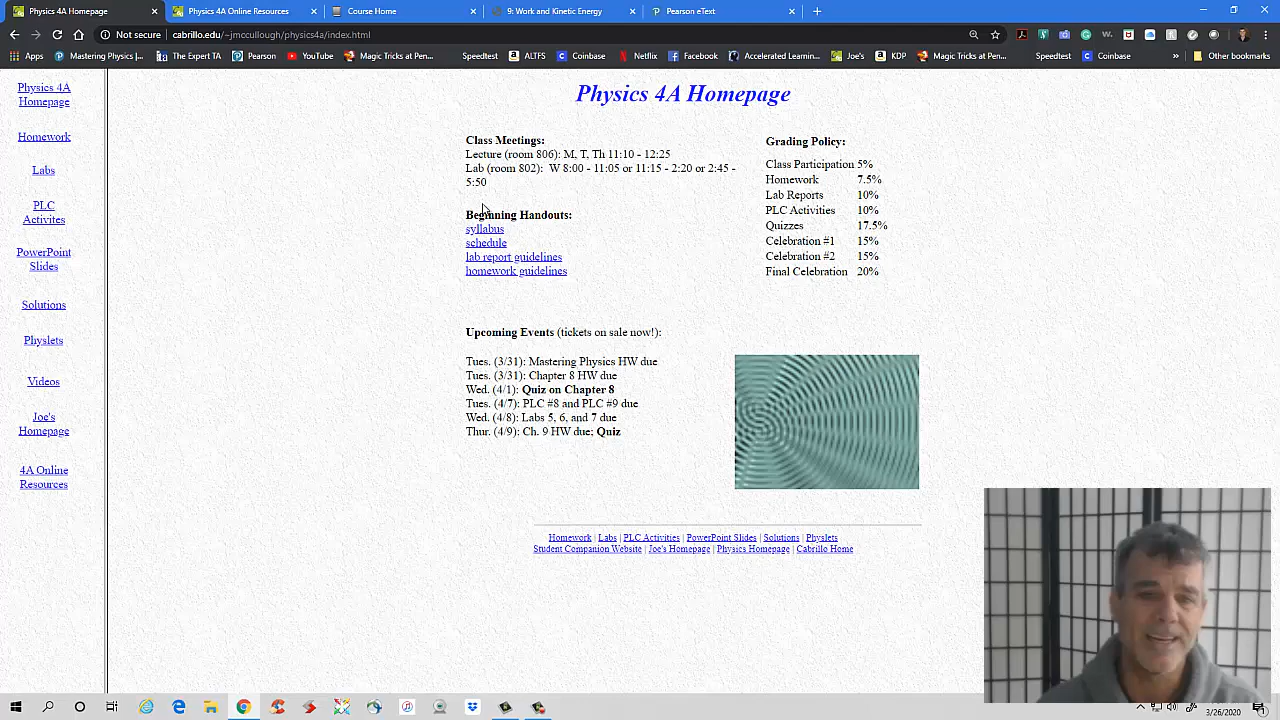 Physics 4A Homepage
Physics 4A Online Resources
Course Home
9: Work and Kinetic Energy
Pearson eText
Not secure | cabrillo.edu/~jmccullough/physics4a/index.html
Apps
Mastering Physics |...
The Expert TA
Pearson
YouTube
Magic Tricks at Pen...
Speedtest
ALTFS
Coinbase
Netflix
Facebook
Accelerated Learnin...
Joe's
KDP
Magic Tricks at Pen...
Speedtest
Coinbase
Other bookmarks
Physics 4A
Homepage
Homework
Labs
PLC
Activites
PowerPoint
Slides
Solutions
Physlets
Videos
Joe's
Homepage
4A Online
Resources
Physics 4A Homepage
Class Meetings:
Lecture (room 806): M, T, Th 11:10 - 12:25
Lab (room 802): W 8:00 - 11:05 or 11:15 - 2:20 or 2:45 -
5:50
Beginning Handouts:
syllabus
schedule
lab report guidelines
homework guidelines
Grading Policy:
Class Participation 5%
Homework 7.5%
Lab Reports 10%
PLC Activities 10%
Quizzes 17.5%
Celebration #1 15%
Celebration #2 15%
Final Celebration 20%
Upcoming Events (tickets on sale now!):
Tues. (3/31): Mastering Physics HW due
Tues. (3/31): Chapter 8 HW due
Wed. (4/1): Quiz on Chapter 8
Tues. (4/7): PLC #8 and PLC #9 due
Wed. (4/8): Labs 5, 6, and 7 due
Thur. (4/9): Ch. 9 HW due; Quiz
Homework | Labs | PLC Activities | PowerPoint Slides | Solutions | Physlets
Student Companion Website | Joe's Homepage | Physics Homepage | Cabrillo Home
3/26/2020